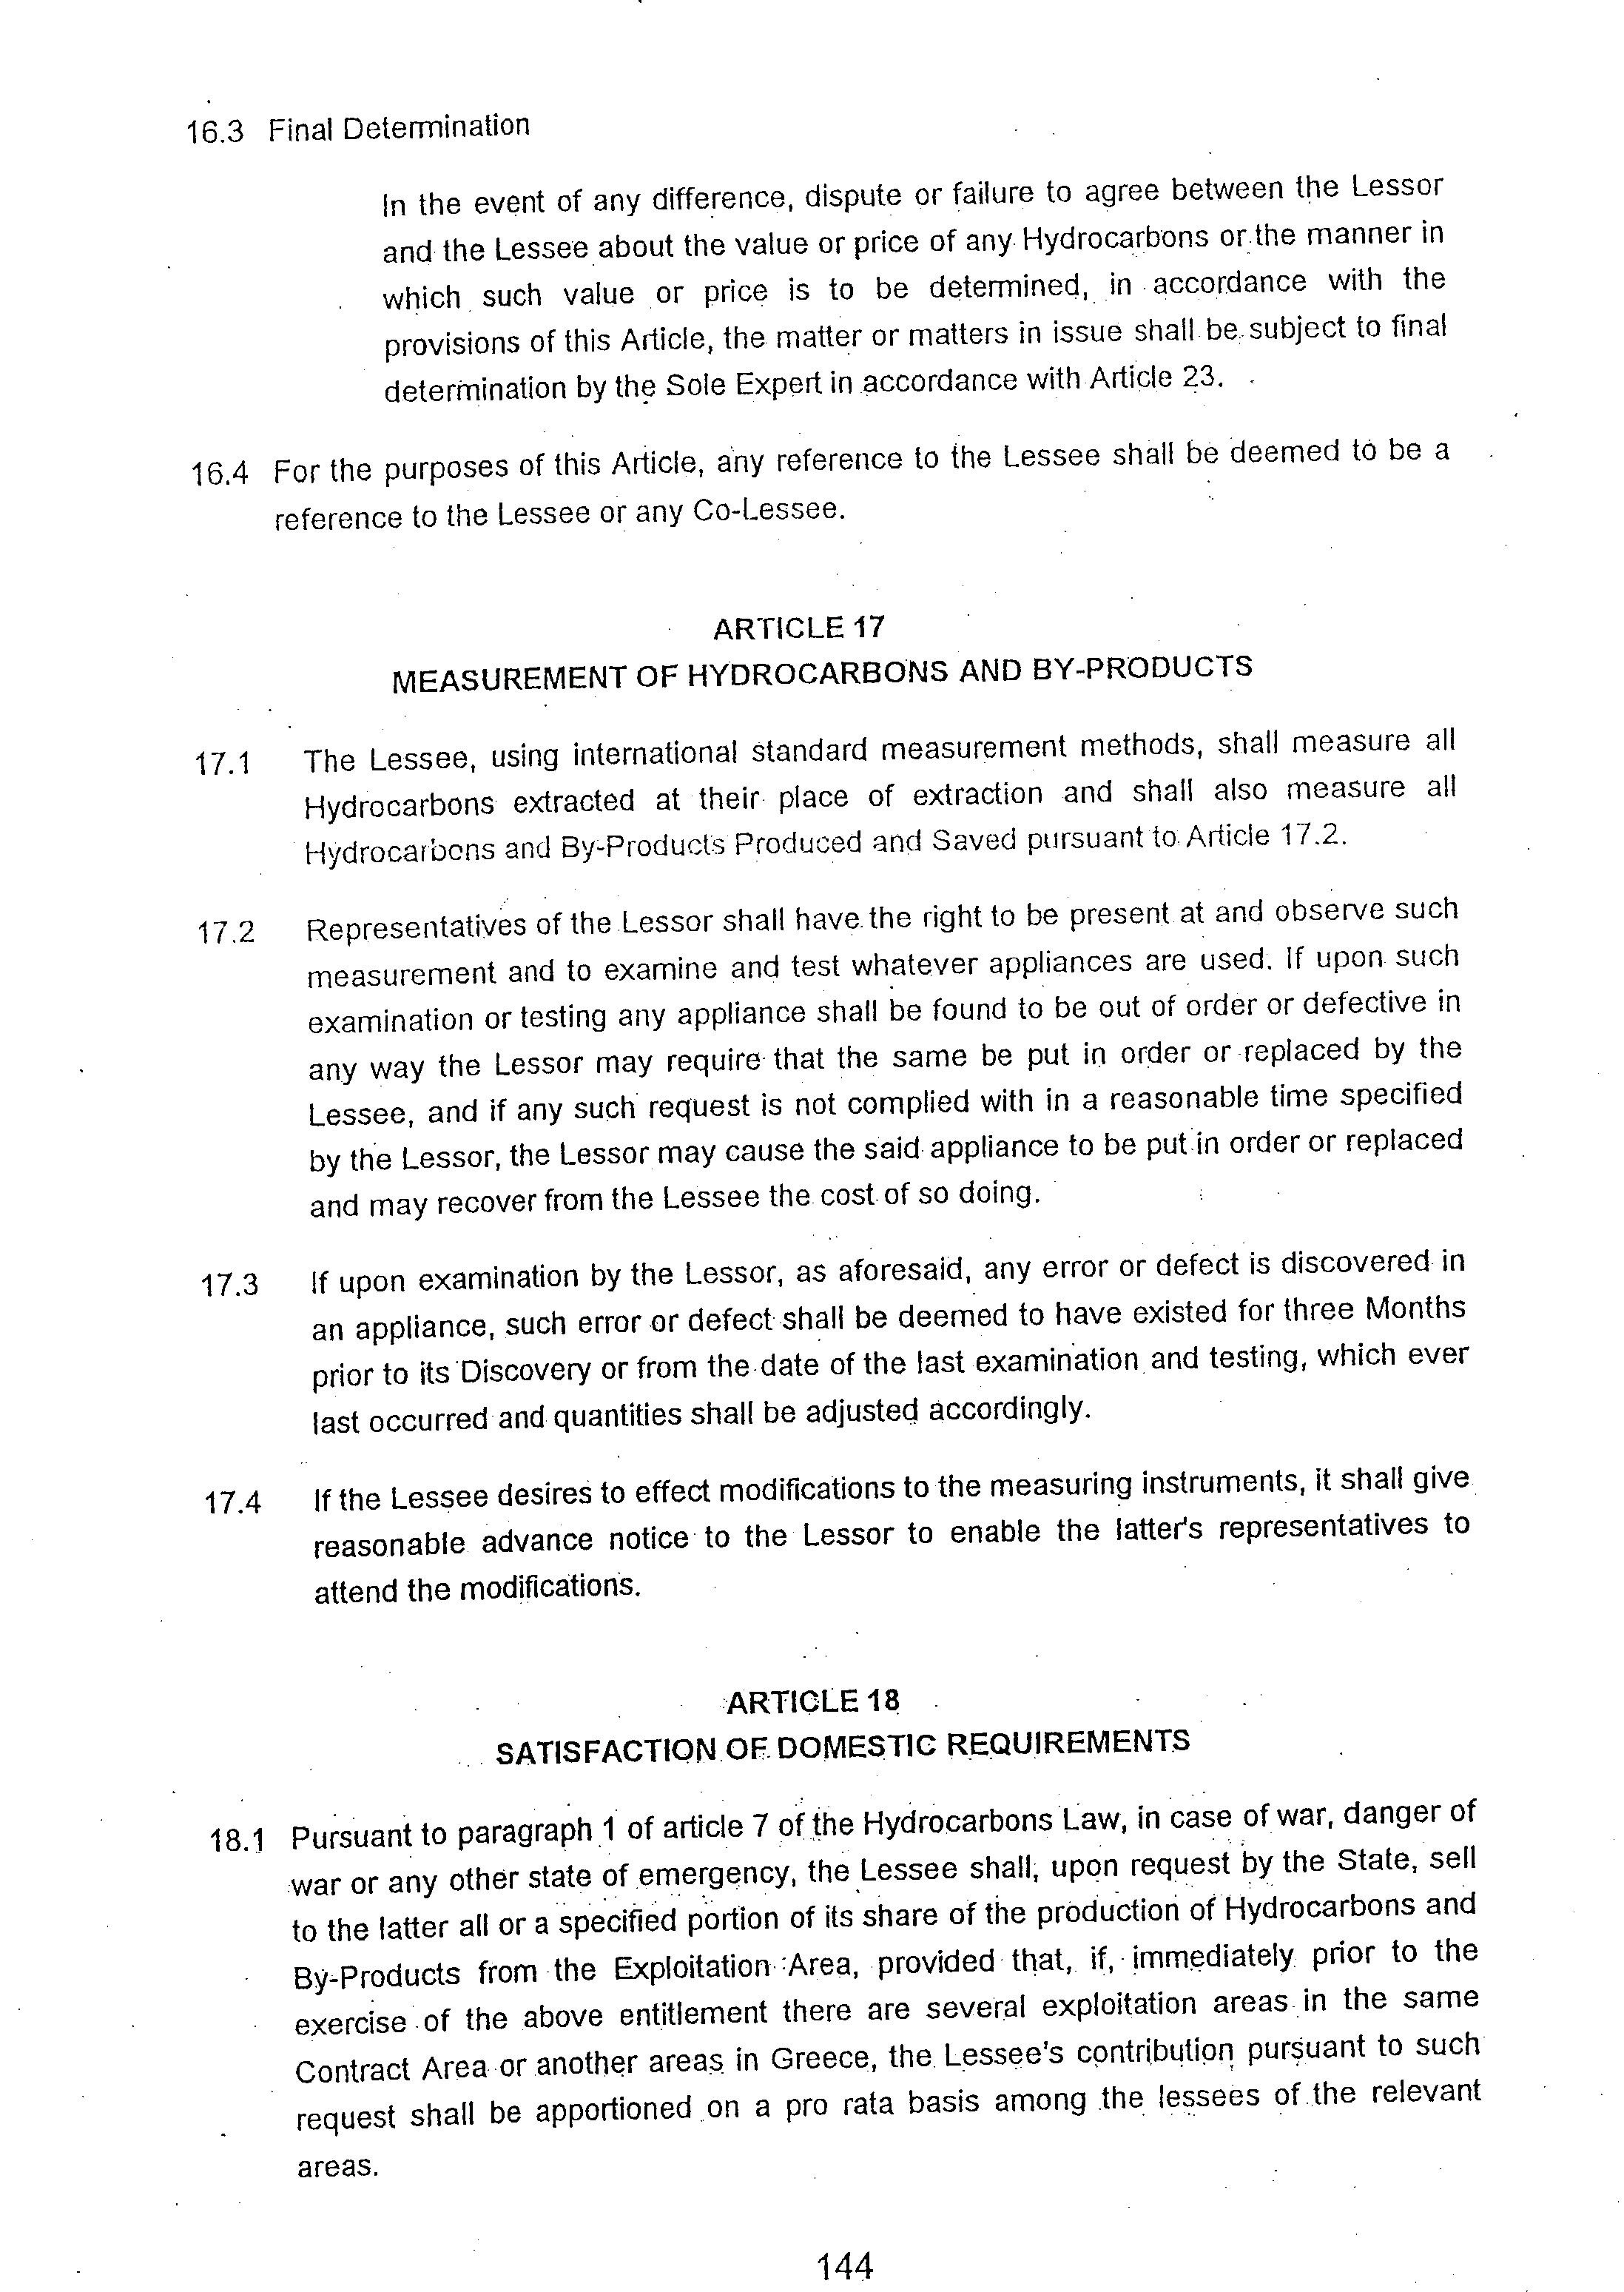 16.3 Final Determination
In the event of any difference, dispute or failure to agree between the Lessor
and the Lessee about the value or price of any Hydrocarbons or the manner in
which such value or price is to be determined, in accordance with the
provisions of this Article, the matter or matters in issue shall be subject to final
determination by the Sole Expert in accordance with Article 23.
16.4 For the purposes of this Article, any reference to the Lessee shall be deemed to be a
reference to the Lessee or any Co-Lessee.
ARTICLE 17
MEASUREMENT OF HYDROCARBONS AND BY-PRODUCTS
17.1 The Lessee, using international standard measurement methods, shall measure all
Hydrocarbons extracted at their place of extraction and shall also measure all
Hydrocarbons and By-Products Produced and Saved pursuant to Article 17.2.
17.2 Representatives of the Lessor shall have the right to be present at and observe such
measurement and to examine and test whatever appliances are used. If upon such
examination or testing any appliance shall be found to be out of order or defective in
any way the Lessor may require that the same be put in order or replaced by the
Lessee, and if any such request is not complied with in a reasonable time specified
by the Lessor, the Lessor may cause the said appliance to be put in order or replaced
and may recover from the Lessee the cost of so doing.
17.3 If upon examination by the Lessor, as aforesaid, any error or defect is discovered in
an appliance, such error or defect shall be deemed to have existed for three Months
prior to its Discovery or from the date of the last examination and testing, which ever
last occurred and quantities shall be adjusted accordingly.
17.4 If the Lessee desires to effect modifications to the measuring instruments, it shall give
reasonable advance notice to the Lessor to enable the latter's representatives to
attend the modifications.
ARTICLE 18
SATISFACTION OF DOMESTIC REQUIREMENTS
18.1 Pursuant to paragraph 1 of article 7 of the Hydrocarbons Law, in case of war, danger of
war or any other state of emergency, the Lessee shall, upon request by the State, sell
to the latter all or a specified portion of its share of the production of Hydrocarbons and
By-Products from the Exploitation Area, provided that, if, immediately prior to the
exercise of the above entitlement there are several exploitation areas in the same
Contract Area or another areas in Greece, the Lessee's contribution pursuant to such
request shall be apportioned on a pro rata basis among the lessees of the relevant
areas.
144